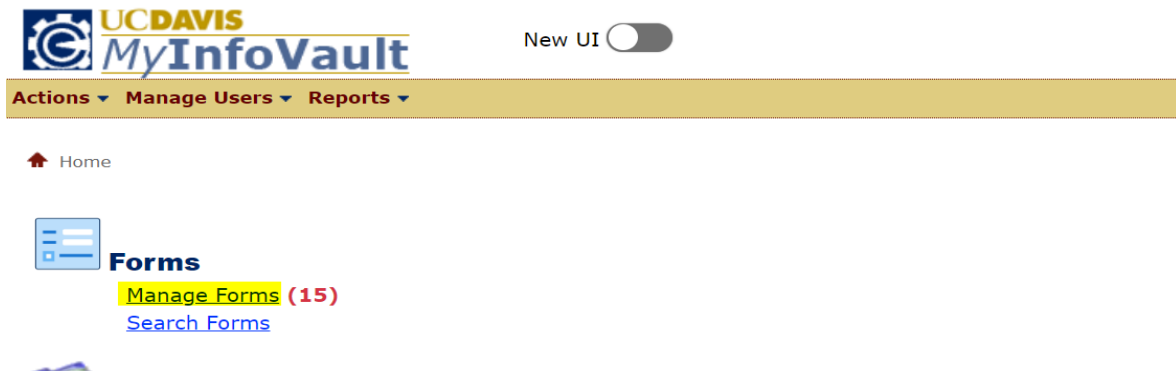 UCDAVIS
MyInfoVault
New UI
Actions Manage Users Reports
Home
Forms
Manage Forms (15)
Search Forms